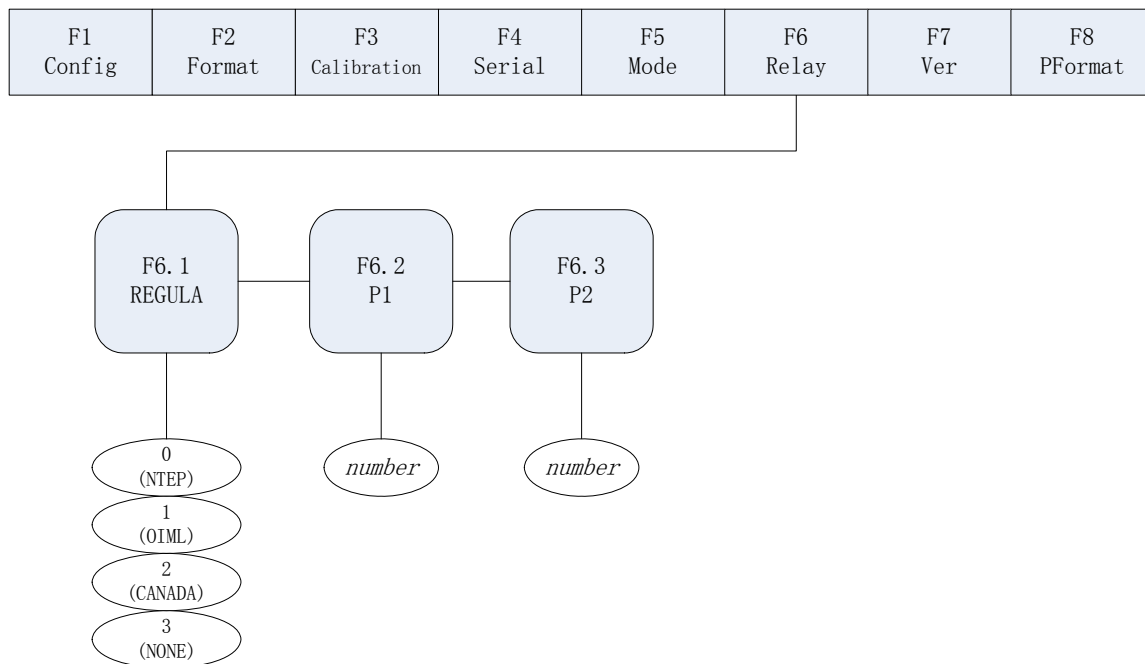 F1
Config
F2
Format
F3
Calibration
F4
Serial
F5
Mode
F6
Relay
F7
Ver
F8
PFormat
F6.1
REGULA
F6.2
P1
F6.3
P2
0
(NTEP)
1
(OIML)
2
(CANADA)
3
(NONE)
number
number